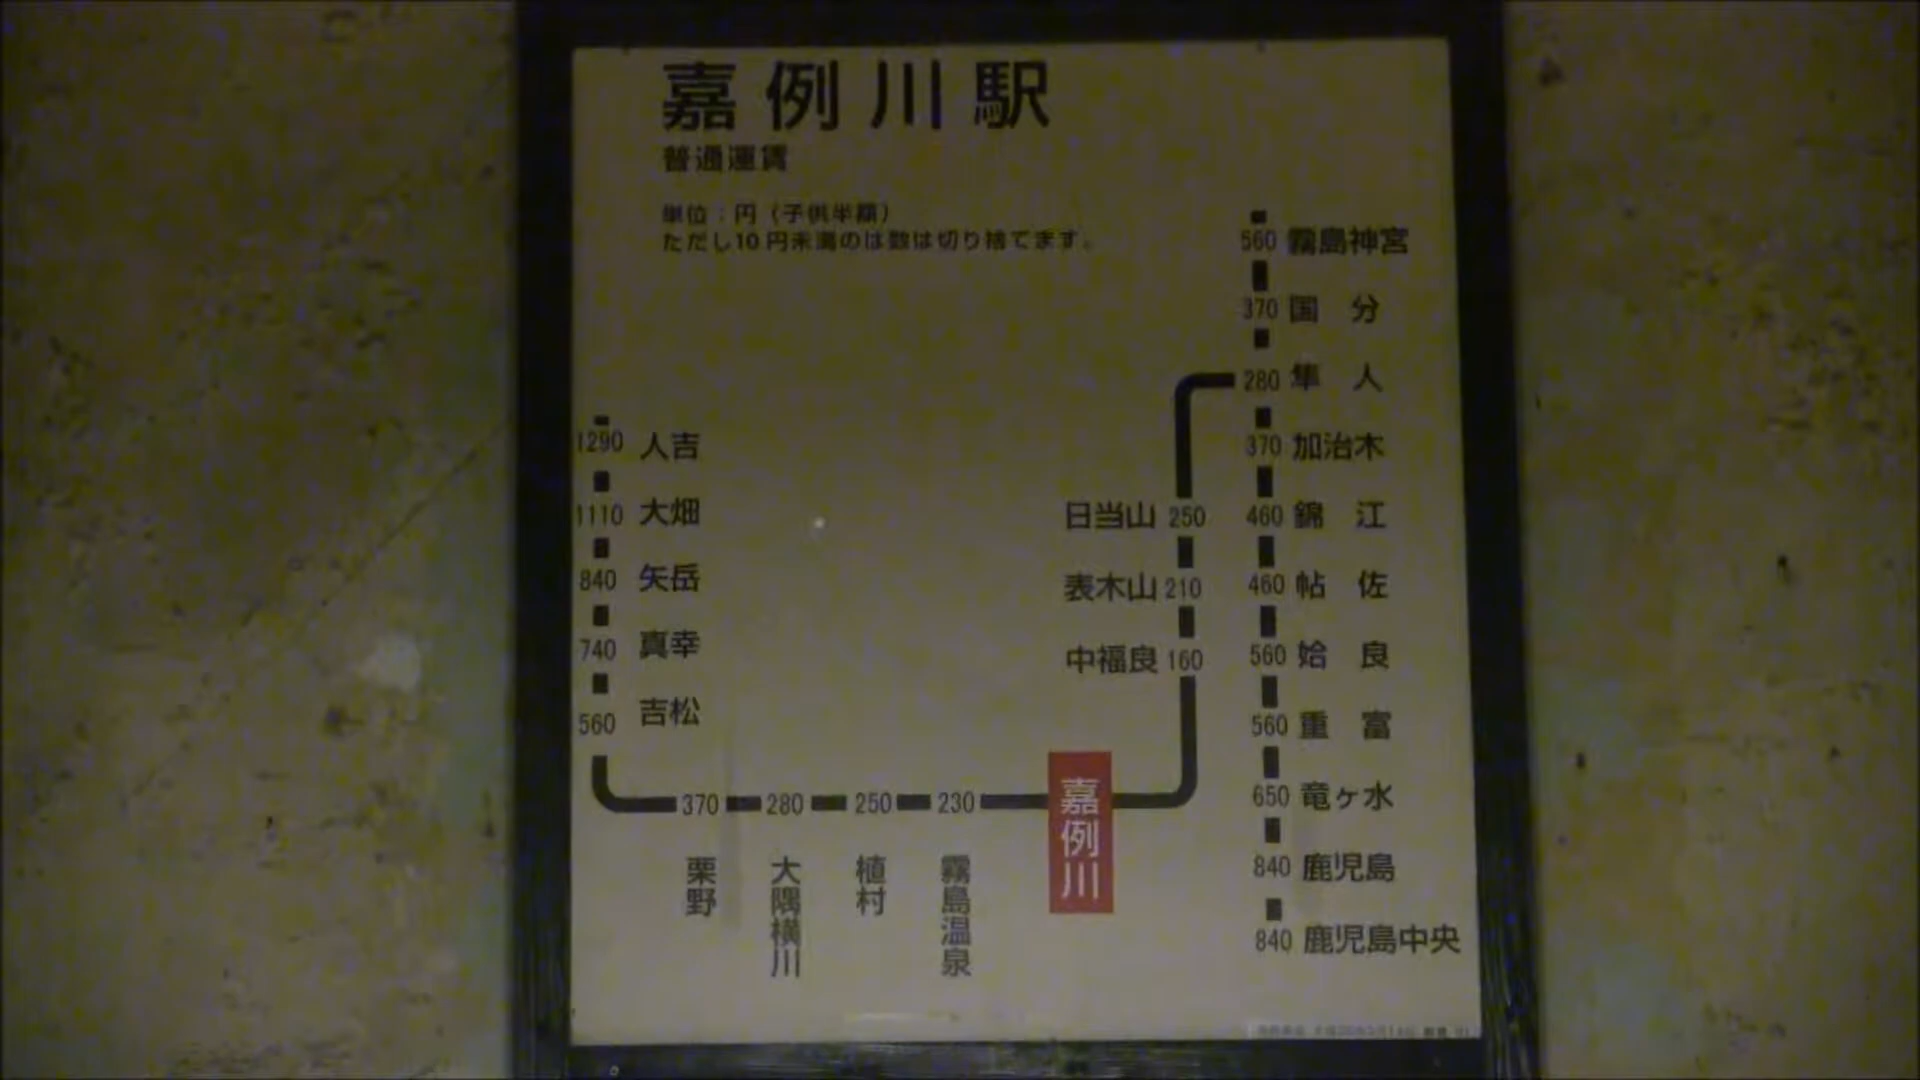 嘉例川駅
普通運賃
単位：円（子供半額）
ただし10円未満のは数は切り捨てます。
560 霧島神宮
370 国分
280 隼人
370 加治木
460 錦江
460 帖佐
560 姶良
560 重富
650 竜ヶ水
840 鹿児島
840 鹿児島中央
日当山 250
表木山 210
中福良 160
1290 人吉
1110 大畑
840 矢岳
740 真幸
560 吉松
370 栗野
280 大隅横川
250 植村
230 霧島温泉
嘉例川